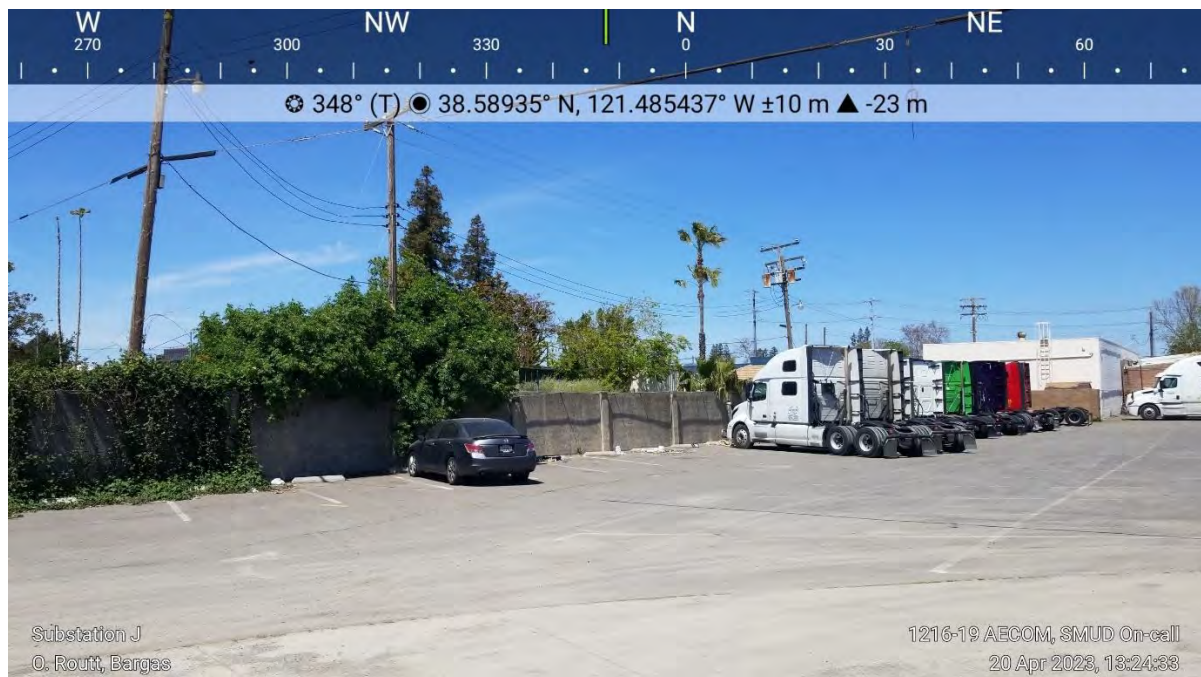 W NW N NE
270 300 330 0 30 60
348° (T) 38.58935° N, 121.485437° W ±10 m ▲ -23 m
Substation J
O. Routt, Bargas
1216-19 AECOM, SMUD On-call
20 Apr 2023, 13:24:33